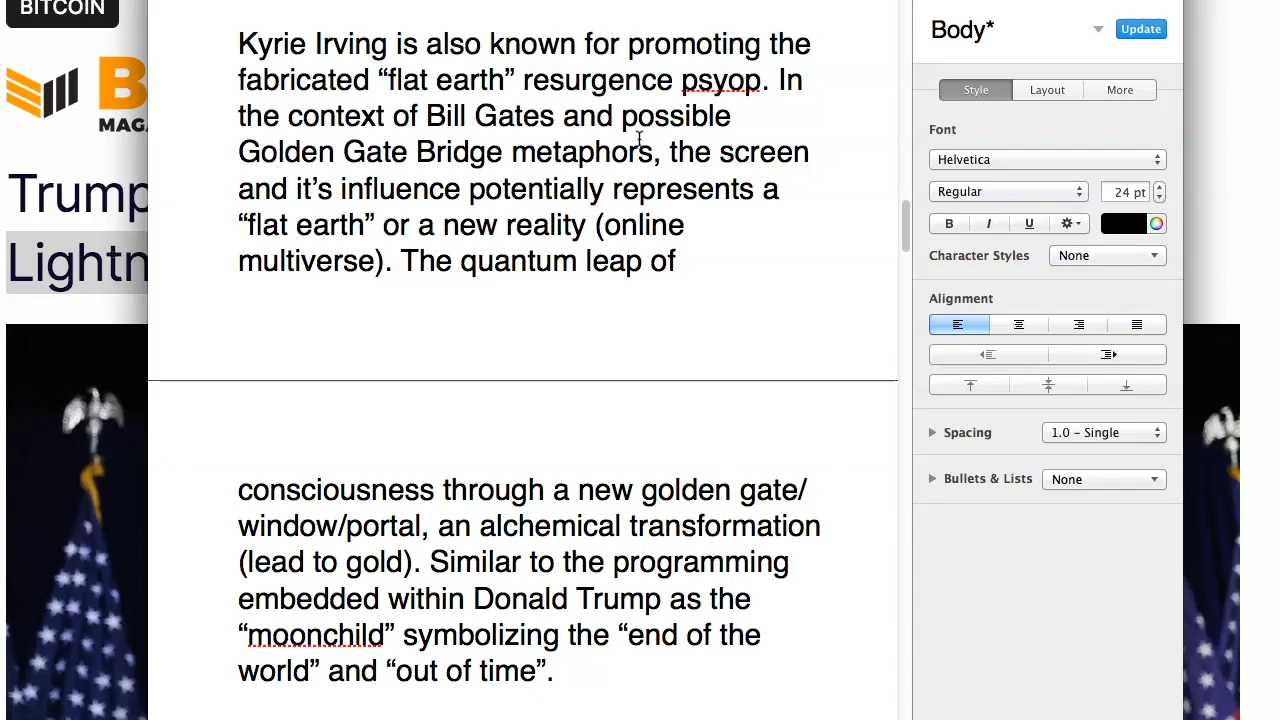 BITCOIN
B
MAGA
Trump
Lightn
Kyrie Irving is also known for promoting the
fabricated “flat earth” resurgence psyop. In
the context of Bill Gates and possible
Golden Gate Bridge metaphors, the screen
and it’s influence potentially represents a
“flat earth” or a new reality (online
multiverse). The quantum leap of
consciousness through a new golden gate/
window/portal, an alchemical transformation
(lead to gold). Similar to the programming
embedded within Donald Trump as the
“moonchild” symbolizing the “end of the
world” and “out of time”.
Body*
Update
Style Layout More
Font
Helvetica
Regular 24 pt
B I U
Character Styles None
Alignment
Spacing 1.0 – Single
Bullets & Lists None